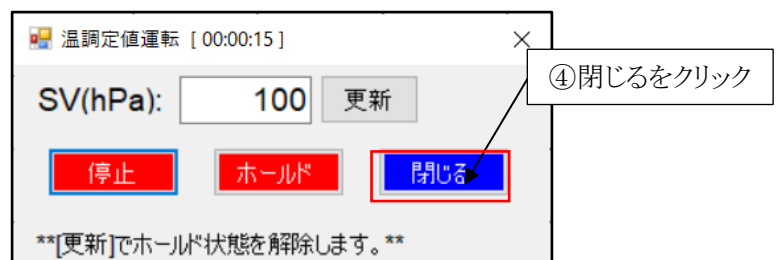 温調定値運転 [ 00:00:15 ]
④閉じるをクリック
SV(hPa): 100 更新
停止 ホールド 閉じる
**[更新]でホールド状態を解除します。**